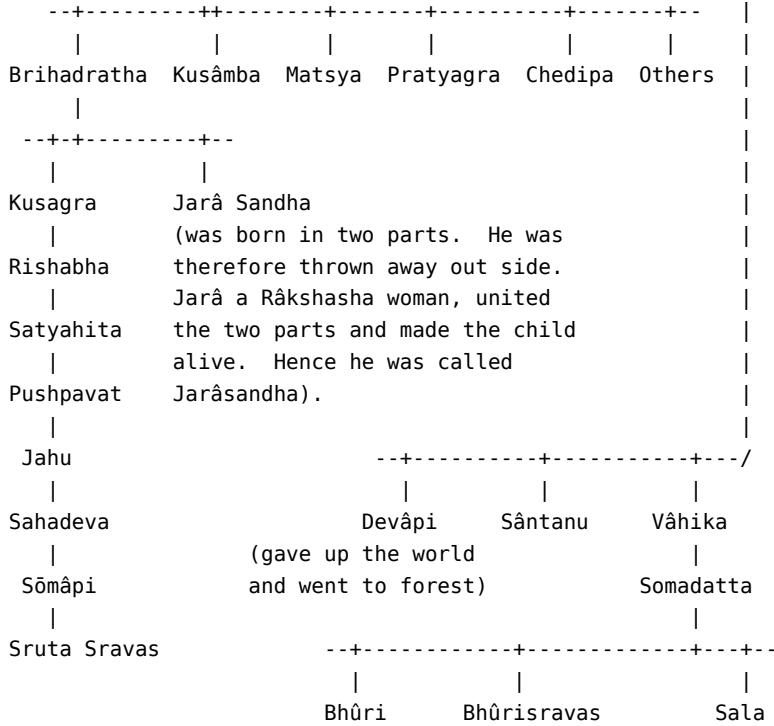 --+---------++--------+-------+----------+-------+-- |
| | | | | | |
Brihadratha Kusâmba Matsya Pratyagra Chedipa Others |
| |
--+-+---------+-- |
| | |
Kusagra Jarâ Sandha |
| (was born in two parts. He was |
Rishabha therefore thrown away out side. |
| Jarâ a Râkshasha woman, united |
Satyahita the two parts and made the child |
| alive. Hence he was called |
Pushpavat Jarâsandha). |
| |
Jahu --+----------+-----------+---/
| | | |
Sahadeva Devâpi Sântanu Vâhika
| (gave up the world |
Sōmâpi and went to forest) Somadatta
| |
Sruta Sravas --+------------+-------------+---+--
| | |
Bhûri Bhûrisravas Sala